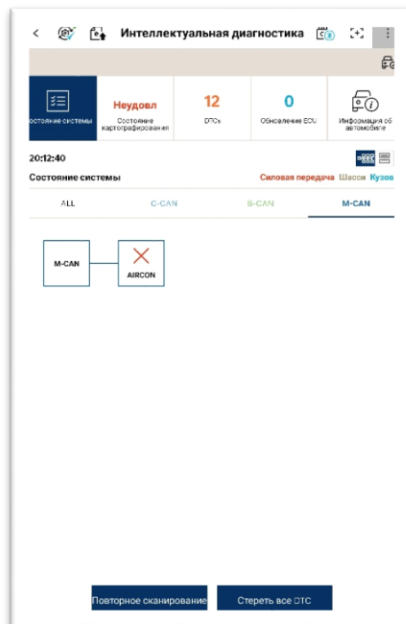 Интеллектуальная диагностика
Неудовл
12
0
остояние системы
Состояние
картографирования
DTCs
Обновление ECU
Информация об
автомобиле
20:12:40
Состояние системы
Силовая передача Шасси Кузов
ALL
C-CAN
B-CAN
M-CAN
M-CAN
AIRCON
Повторное сканирование
Стереть все DTC